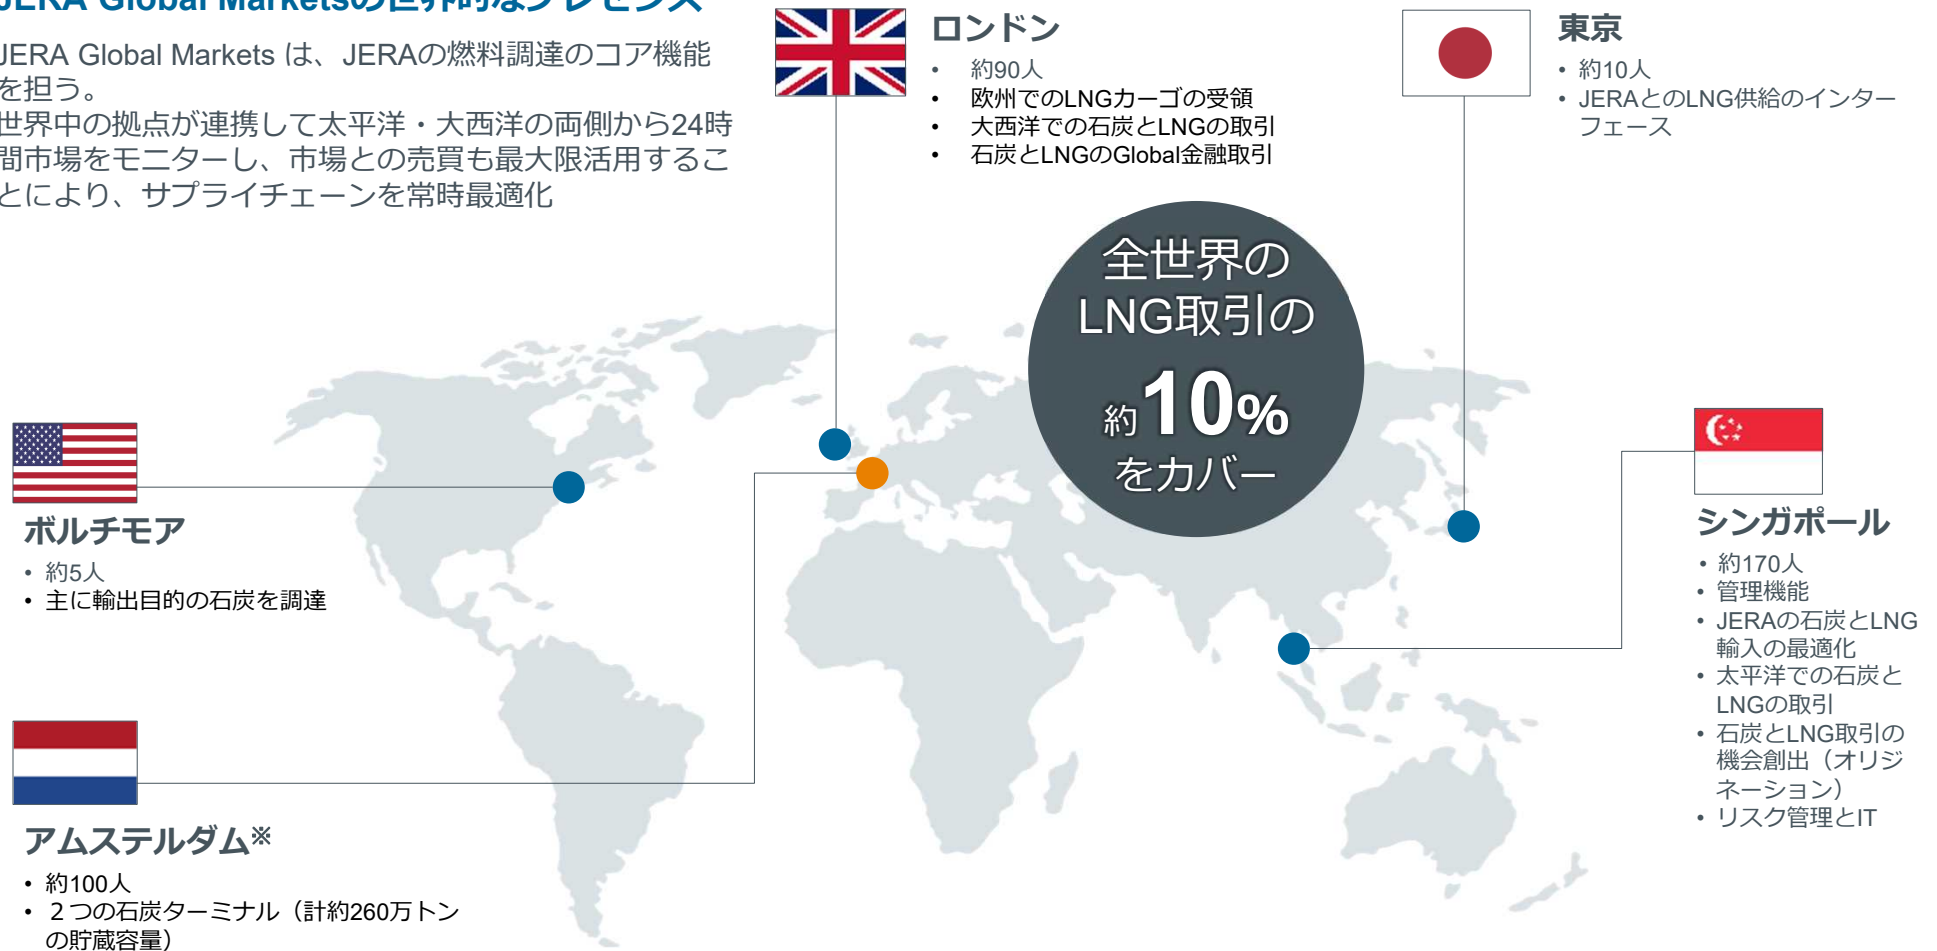 JERA Global Marketsの世界的なプレゼンス
JERA Global Markets は、JERAの燃料調達のコア機能
を担う。
世界中の拠点が連携して太平洋・大西洋の両側から24時
間市場をモニターし、市場との売買も最大限活用するこ
とにより、サプライチェーンを常時最適化
ロンドン
• 約90人
• 欧州でのLNGカーゴの受領
• 大西洋での石炭とLNGの取引
• 石炭とLNGのGlobal金融取引
東京
• 約10人
• JERAとのLNG供給のインター
フェース
全世界の
LNG取引の
約10%
をカバー
ボルチモア
• 約5人
• 主に輸出目的の石炭を調達
シンガポール
• 約170人
• 管理機能
• JERAの石炭とLNG
輸入の最適化
• 太平洋での石炭と
LNGの取引
• 石炭とLNG取引の
機会創出（オリジ
ネーション）
• リスク管理とIT
アムステルダム※
• 約100人
• ２つの石炭ターミナル（計約260万トン
の貯蔵容量）